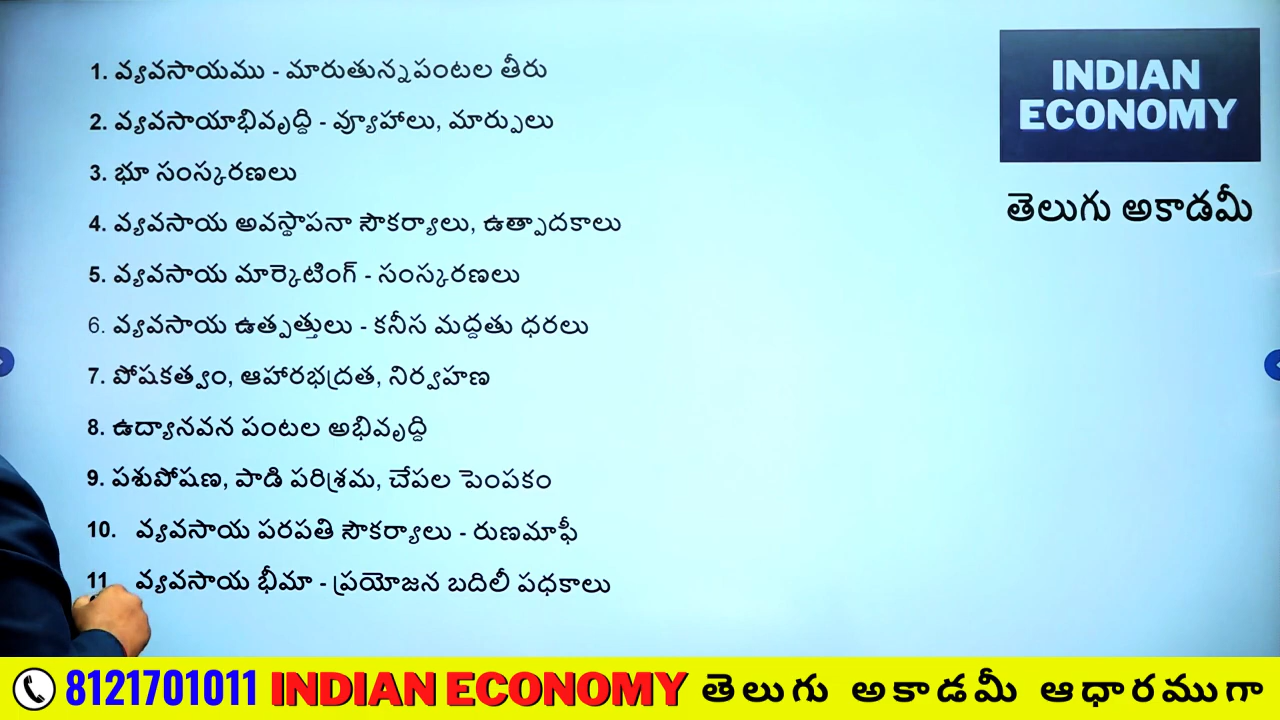 1. వ్యవసాయము - మారుతున్న పంటల తీరు
2. వ్యవసాయాభివృద్ది - వ్యూహాలు, మార్పులు
3. భూ సంస్కరణలు
4. వ్యవసాయ అవస్థాపనా సౌకర్యాలు, ఉత్పాదకాలు
5. వ్యవసాయ మార్కెటింగ్ - సంస్కరణలు
6. వ్యవసాయ ఉత్పత్తులు - కనీస మద్దతు ధరలు
7. పోషకత్వం, ఆహారభద్రత, నిర్వహణ
8. ఉద్యానవన పంటల అభివృద్ది
9. పశుపోషణ, పాడి పరిశ్రమ, చేపల పెంపకం
10. వ్యవసాయ పరపతి సౌకర్యాలు - రుణమాఫీ
11. వ్యవసాయ భీమా - ప్రయోజన బదిలీ పధకాలు
INDIAN
ECONOMY
తెలుగు అకాడమీ
8121701011 INDIAN ECONOMY తెలుగు అకాడమీ ఆధారముగా